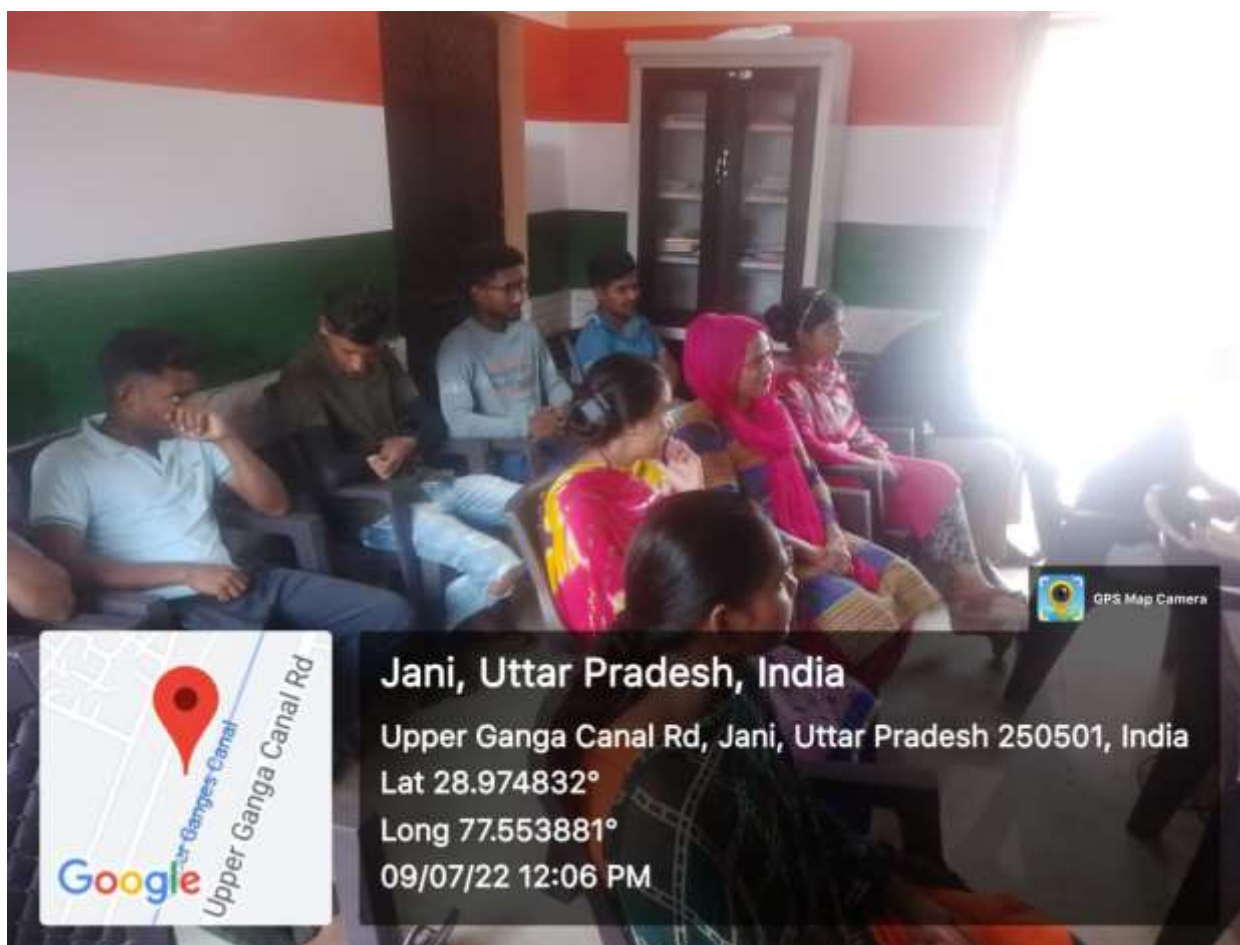 GPS Map Camera
Jani, Uttar Pradesh, India
Upper Ganga Canal Rd, Jani, Uttar Pradesh 250501, India
Lat 28.974832°
Long 77.553881°
09/07/22 12:06 PM
er Ganges Canal
Upper Ganga Canal Rd
Google